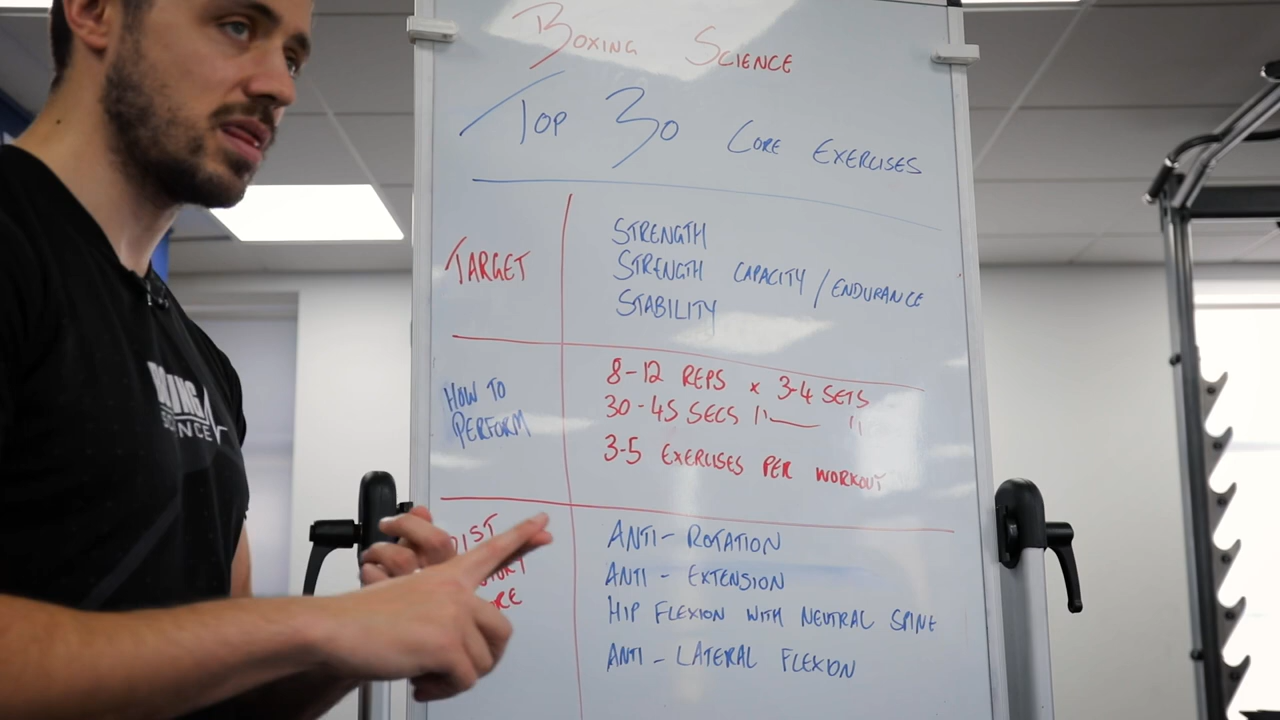 Boxing Science
Top 30 Core Exercises
Target
Strength
Strength Capacity / Endurance
Stability
How to
Perform
8-12 Reps x 3-4 Sets
30-45 Secs " — "
3-5 Exercises Per Workout
Anti-Rotation
Anti-Extension
Hip Flexion with Neutral Spine
Anti-Lateral Flexion